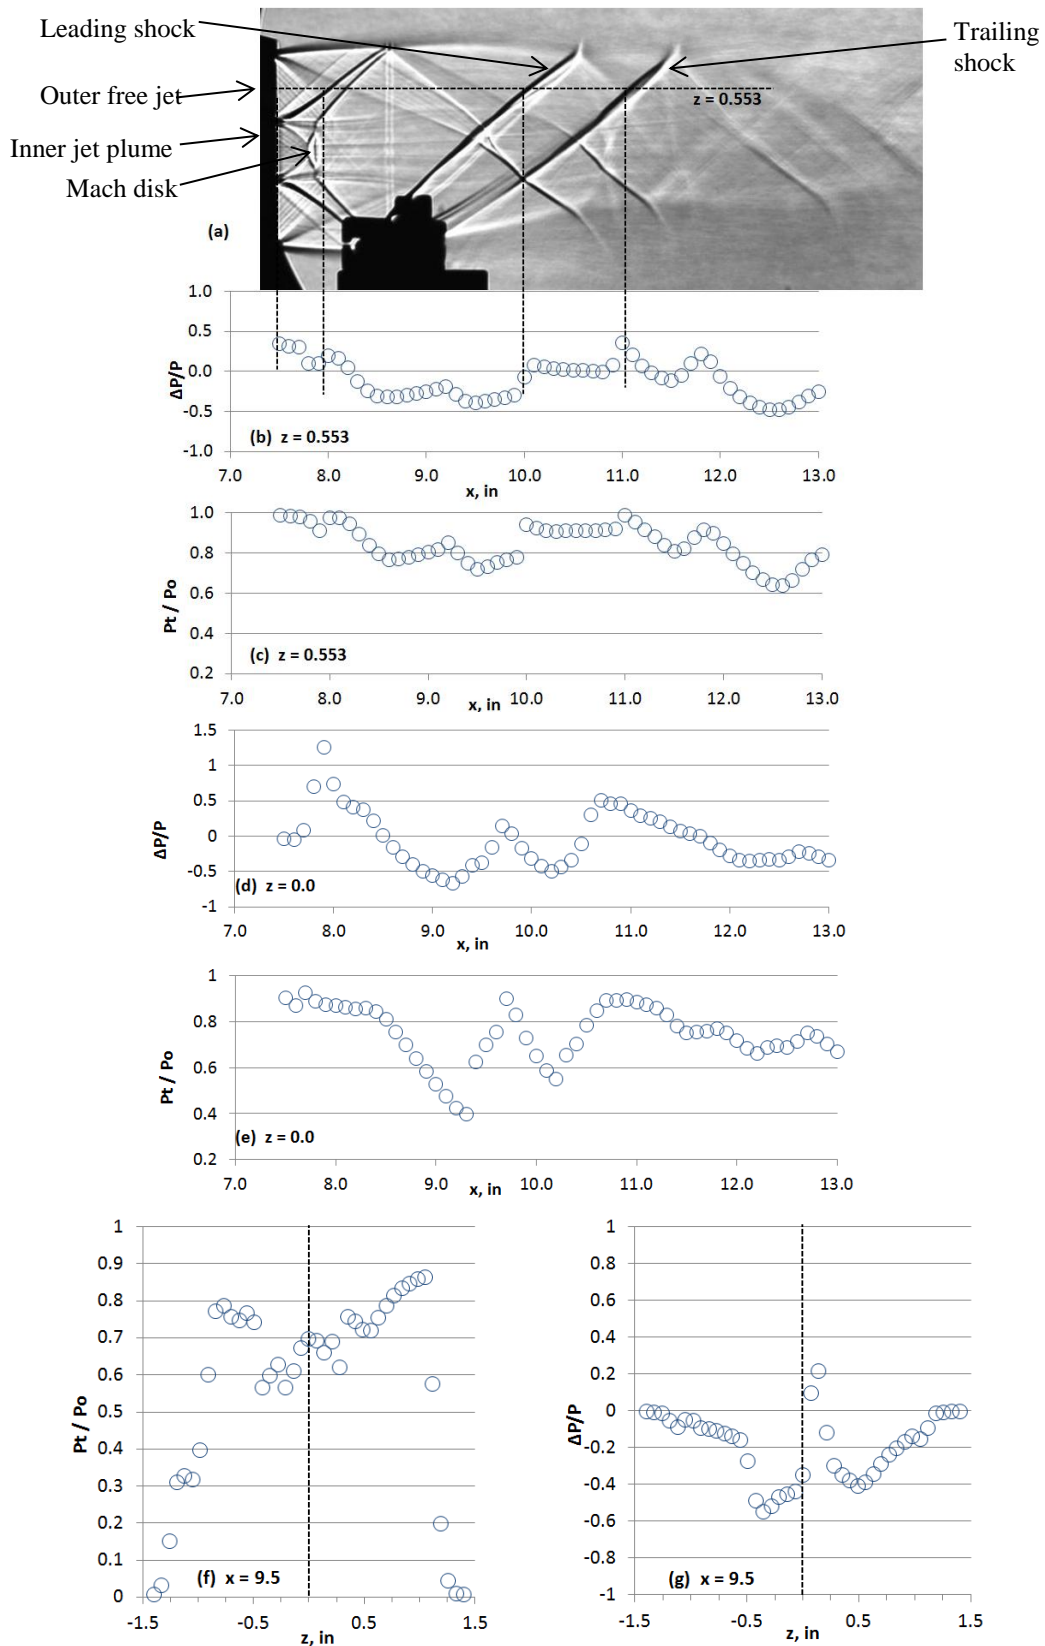 Leading shock
Trailing
shock
Outer free jet
z = 0.553
Inner jet plume
Mach disk
(a)
1.0
0.5
0.0
-0.5
-1.0
ΔP/P
(b) z = 0.553
7.0 8.0 9.0 10.0 11.0 12.0 13.0
x, in
1.0
0.8
0.6
0.4
0.2
Pt / Po
(c) z = 0.553
7.0 8.0 9.0 10.0 11.0 12.0 13.0
x, in
1.5
1
0.5
0
-0.5
-1
ΔP/P
(d) z = 0.0
7.0 8.0 9.0 10.0 11.0 12.0 13.0
x, in
1
0.8
0.6
0.4
0.2
Pt / Po
(e) z = 0.0
7.0 8.0 9.0 10.0 11.0 12.0 13.0
x, in
1
0.9
0.8
0.7
0.6
0.5
0.4
0.3
0.2
0.1
0
Pt / Po
(f) x = 9.5
-1.5 -0.5 0.5 1.5
z, in
1
0.8
0.6
0.4
0.2
0
-0.2
-0.4
-0.6
-0.8
-1
ΔP/P
(g) x = 9.5
-1.5 -0.5 0.5 1.5
z, in